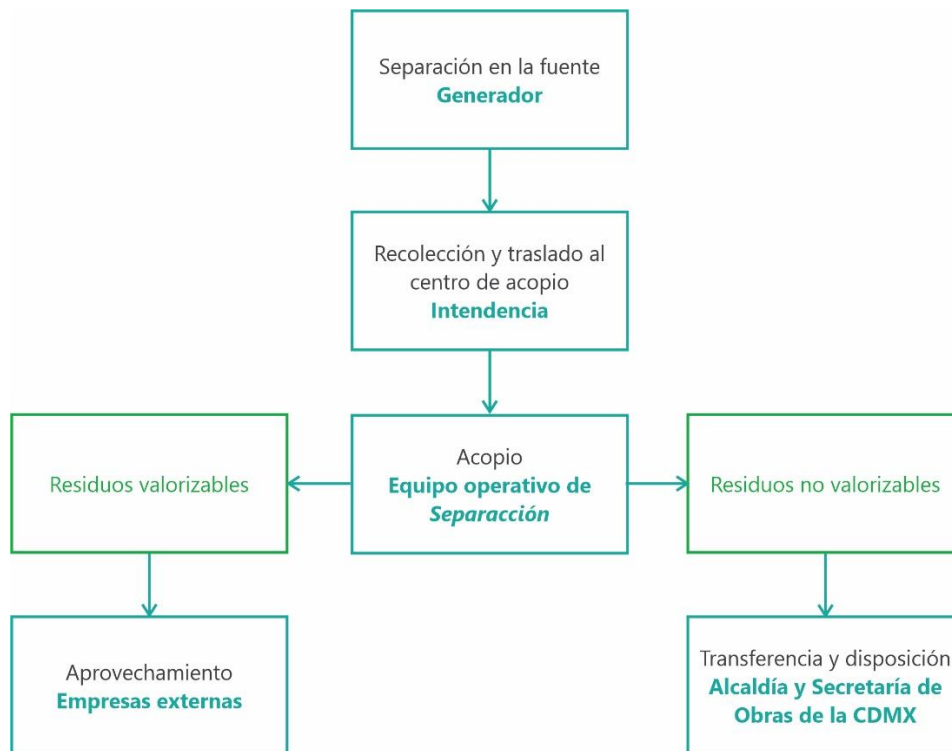 Separación en la fuente
Generador
Recolección y traslado al
centro de acopio
Intendencia
Residuos valorizables
Acopio
Equipo operativo de
Separacción
Residuos no valorizables
Aprovechamiento
Empresas externas
Transferencia y disposición
Alcaldía y Secretaría de
Obras de la CDMX